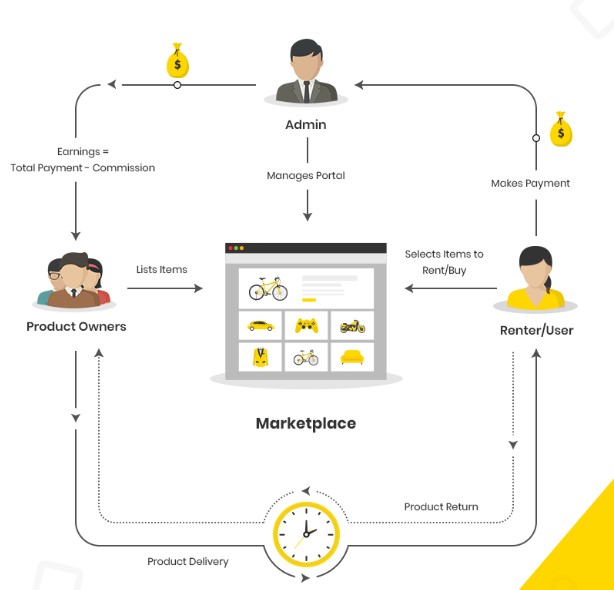 $
$
Admin
Earnings =
Total Payment - Commission
Manages Portal
Makes Payment
Lists Items
Selects Items to
Rent/Buy
Product Owners
Renter/User
Marketplace
Product Return
Product Delivery